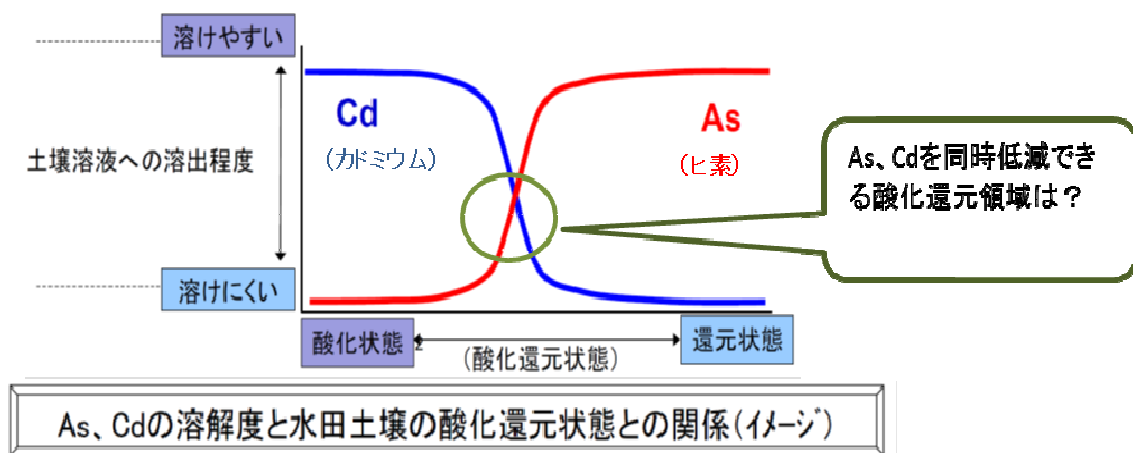 溶けやすい
Cd
(カドミウム)
As
(ヒ素)
土壌溶液への溶出程度
As、Cdを同時低減でき
る酸化還元領域は？
溶けにくい
酸化状態
2
(酸化還元状態)
還元状態
As、Cdの溶解度と水田土壌の酸化還元状態との関係(イメージ)